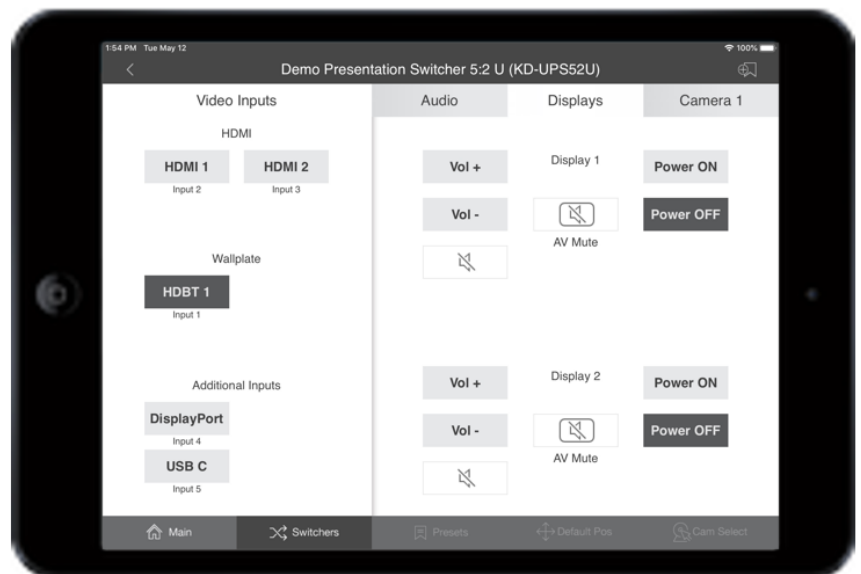 1:54 PM Tue May 12
100%
Demo Presentation Switcher 5:2 U (KD-UPS52U)
Video Inputs
HDMI
HDMI 1
HDMI 2
Input 2
Input 3
Wallplate
HDBT 1
Input 1
Additional Inputs
DisplayPort
Input 4
USB C
Input 5
Audio
Displays
Camera 1
Vol +
Display 1
Power ON
Vol -
Power OFF
AV Mute
Vol +
Display 2
Power ON
Vol -
Power OFF
AV Mute
Main
Switchers
Presets
Default Pos
Cam Select